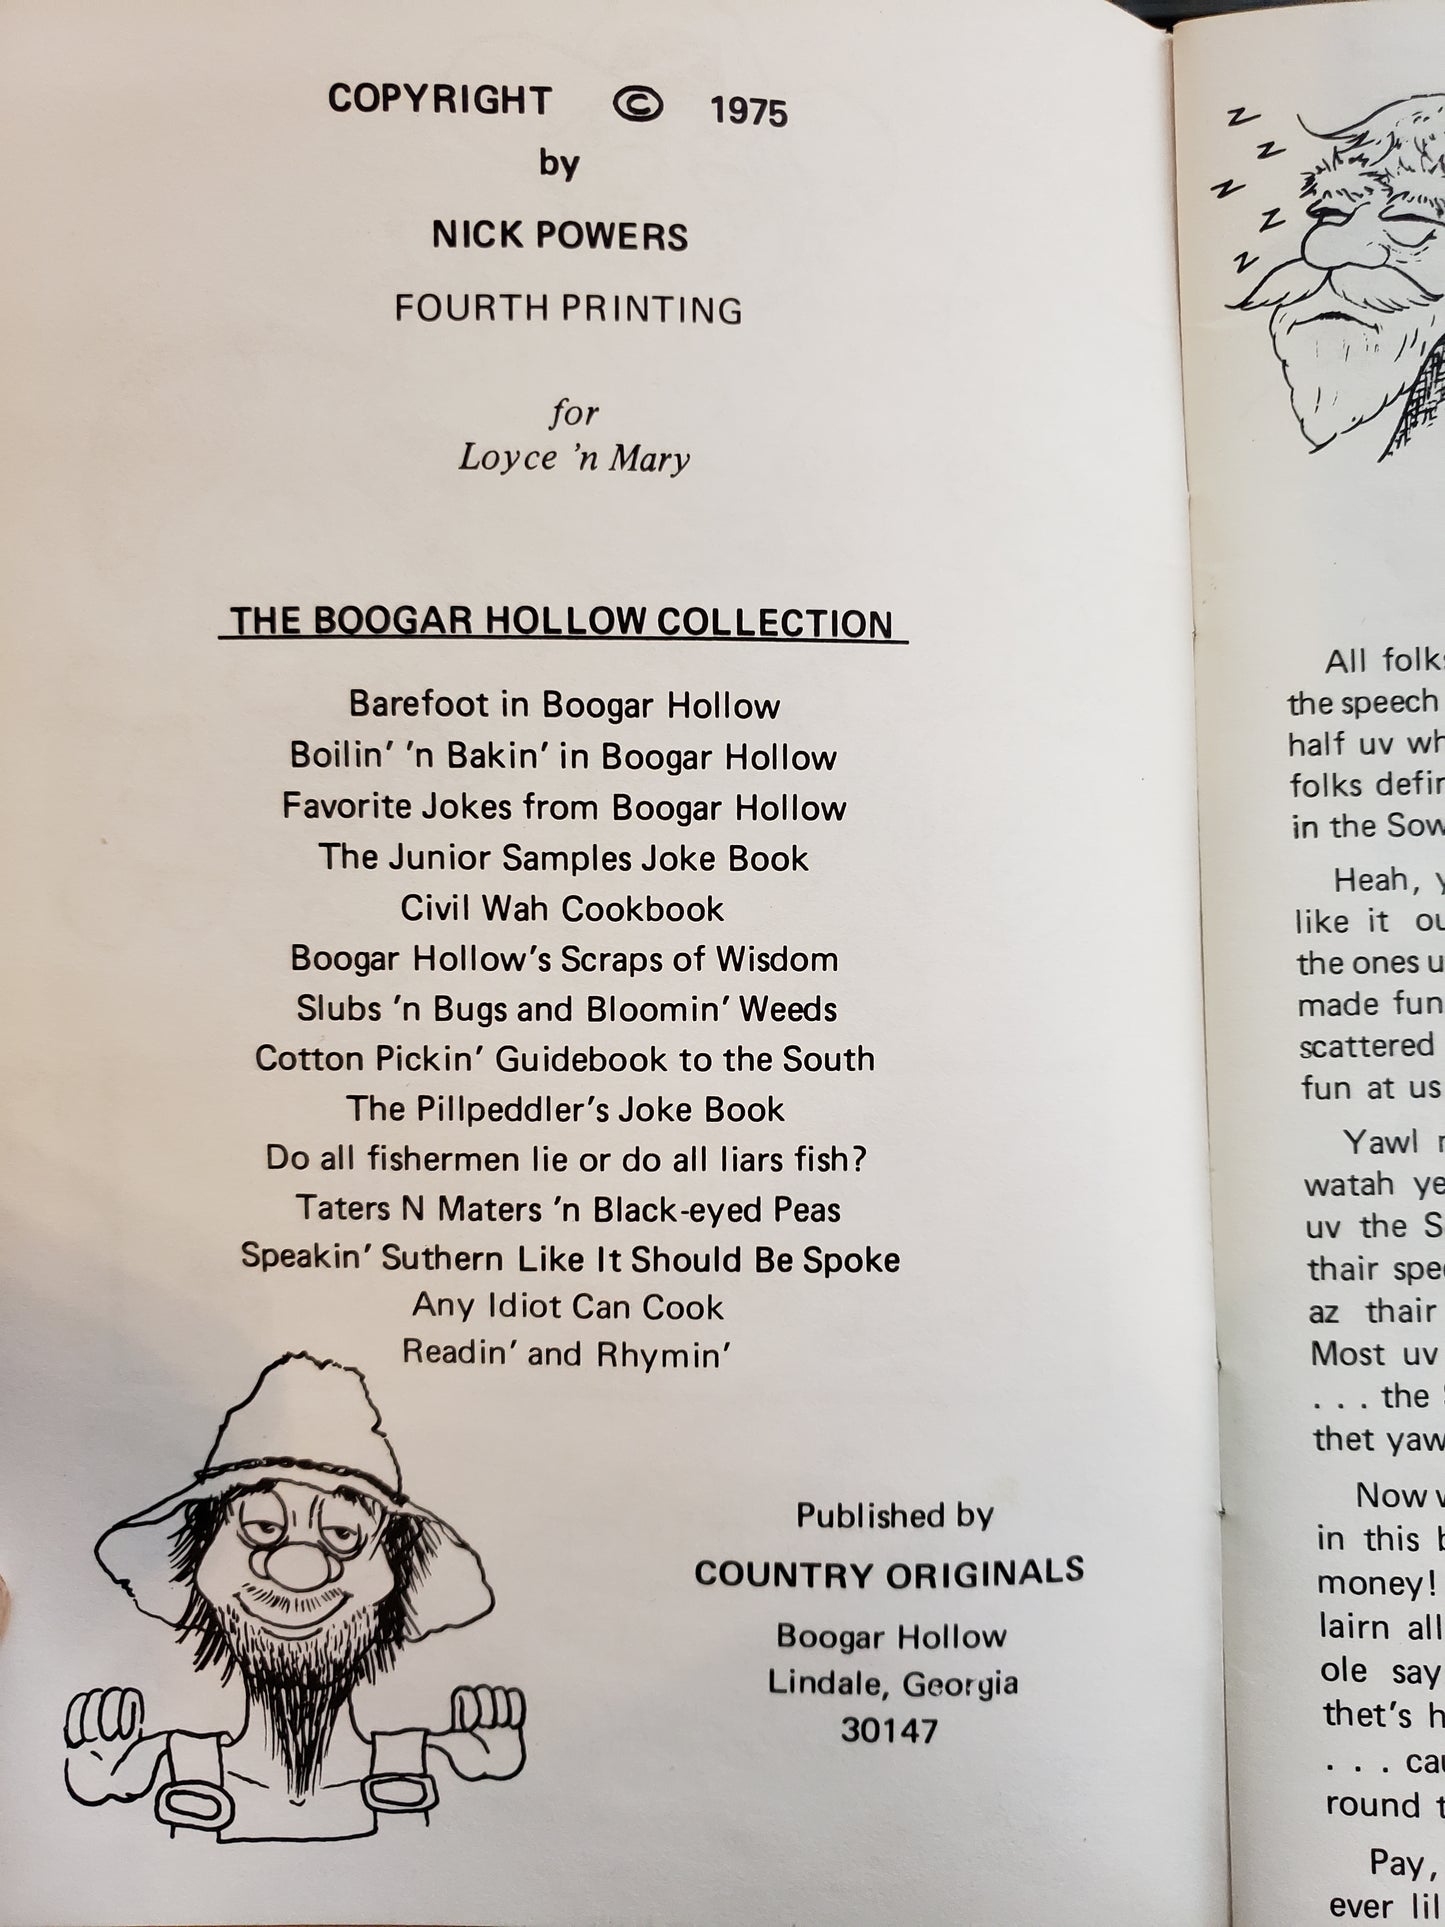 COPYRIGHT © 1975
by
NICK POWERS
FOURTH PRINTING
for
Loyce 'n Mary
THE BOOGAR HOLLOW COLLECTION
Barefoot in Boogar Hollow
Boilin' 'n Bakin' in Boogar Hollow
Favorite Jokes from Boogar Hollow
The Junior Samples Joke Book
Civil Wah Cookbook
Boogar Hollow's Scraps of Wisdom
Slubs 'n Bugs and Bloomin' Weeds
Cotton Pickin' Guidebook to the South
The Pillpeddler's Joke Book
Do all fishermen lie or do all liars fish?
Taters N Maters 'n Black-eyed Peas
Speakin' Suthern Like It Should Be Spoke
Any Idiot Can Cook
Readin' and Rhymin'
Published by
COUNTRY ORIGINALS
Boogar Hollow
Lindale, Georgia
30147
z
z
z
z
z
All
the speech
half uv
folks
in the
Heah,
like it
the ones
made fun
scattered
fun at us
Yawl
watah
uv the
thair
az thair
Most uv
. . . the
thet
Now
in this
money!
lairn all
ole say
thet's
. . .
round
Pay,
ever lil